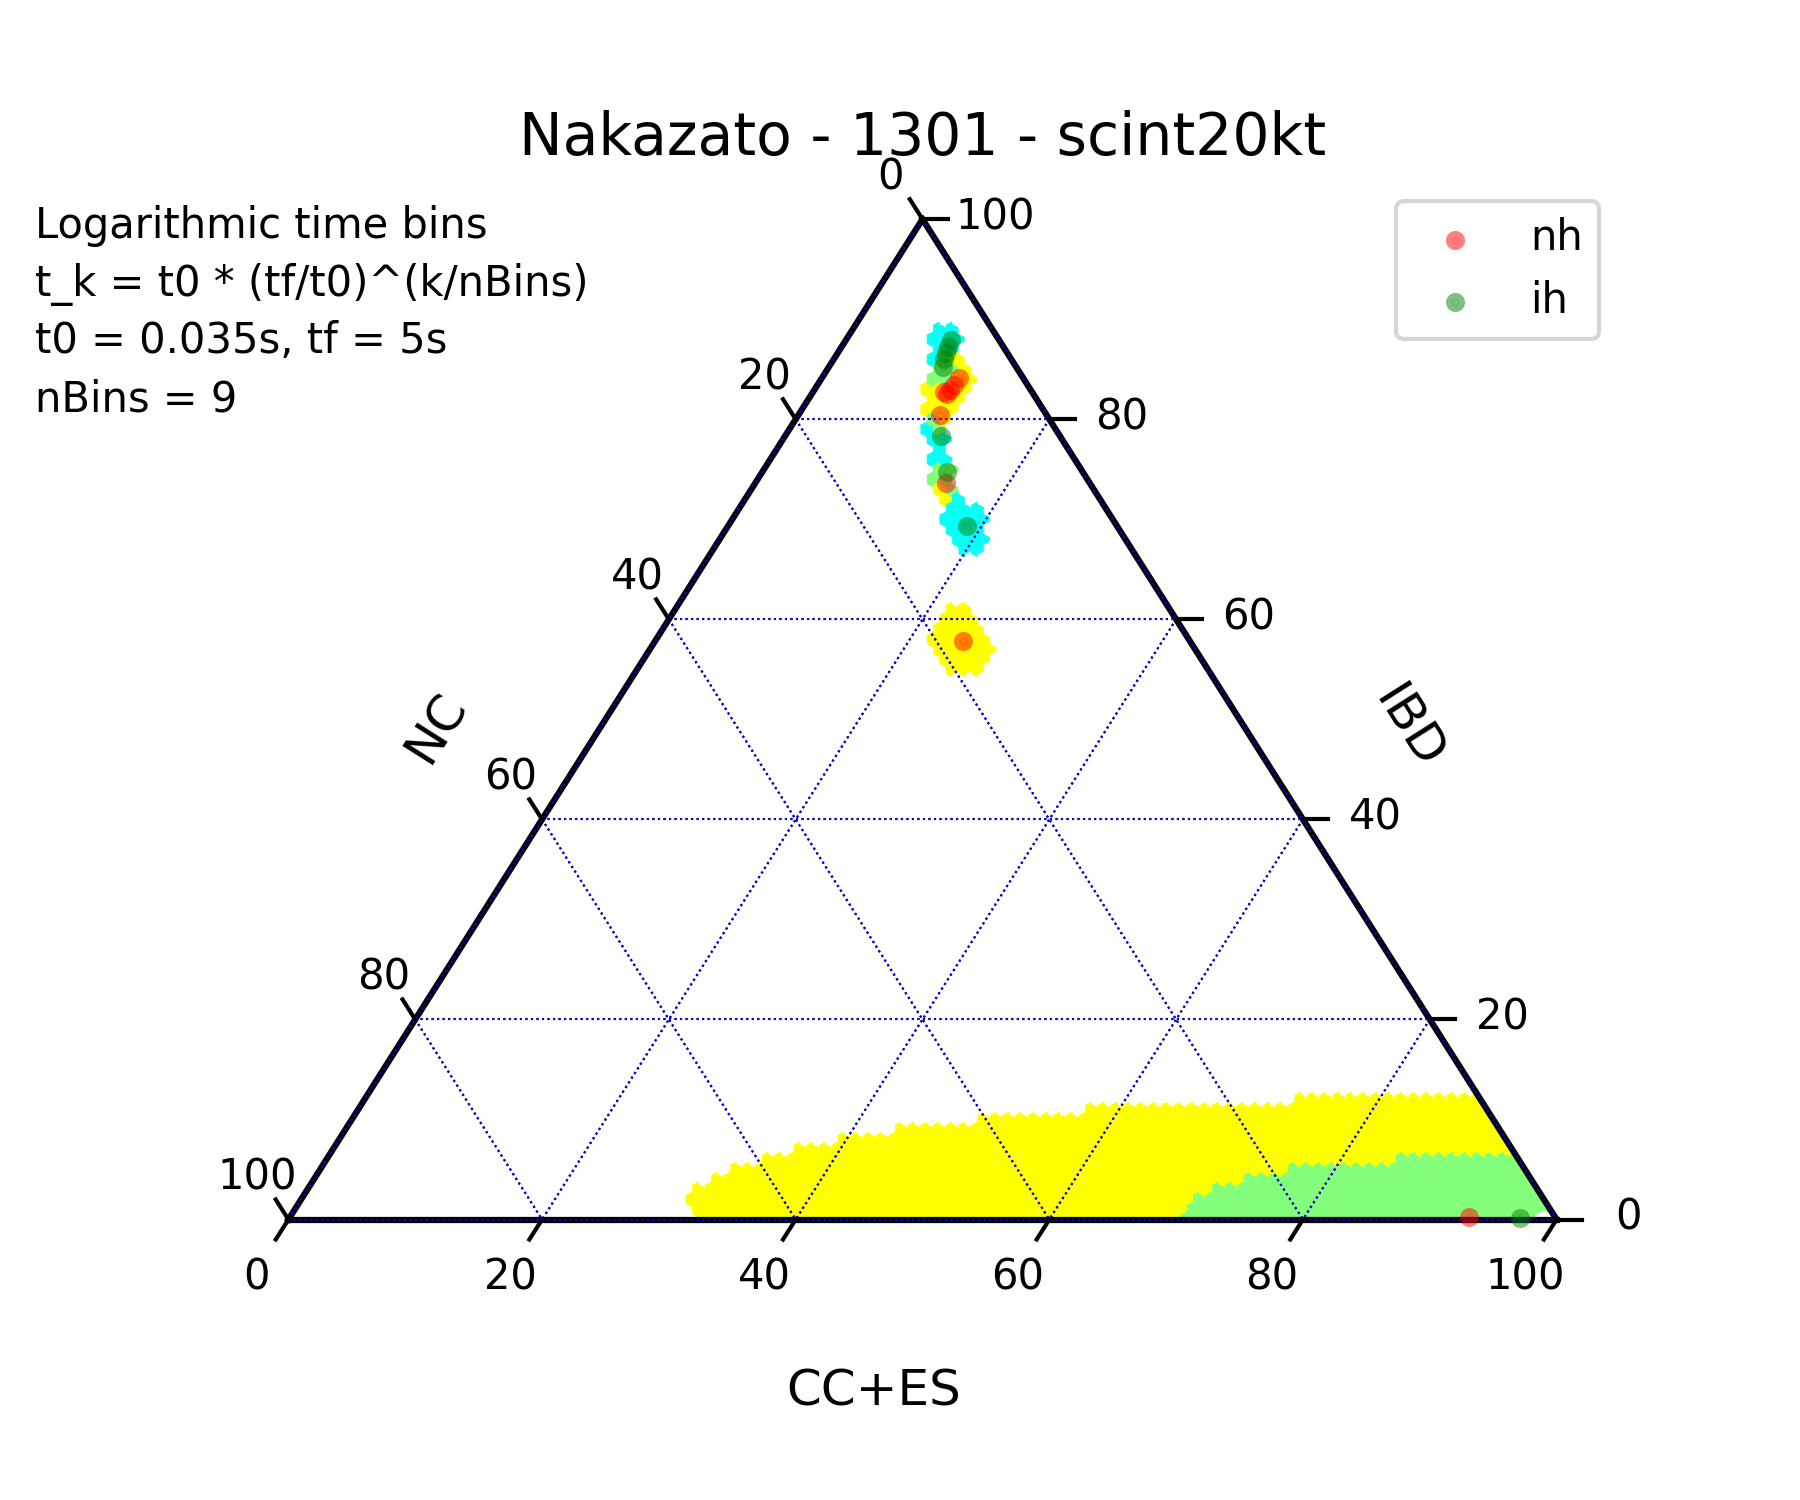 Nakazato - 1301 - scint20kt
Logarithmic time bins
t_k = t0 * (tf/t0)^(k/nBins)
t0 = 0.035s, tf = 5s
nBins = 9
nh
ih
0
100
20
80
40
60
NC
IBD
60
40
80
20
100
0
0
20
40
60
80
100
CC+ES